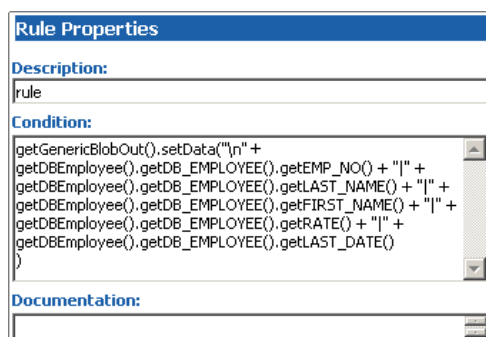 Rule Properties
Description:
rule
Condition:
getGenericBlobOut().setData("\n" +
getDBEmployee().getDB_EMPLOYEE().getEMP_NO() + "|" +
getDBEmployee().getDB_EMPLOYEE().getLAST_NAME() + "|" +
getDBEmployee().getDB_EMPLOYEE().getFIRST_NAME() + "|" +
getDBEmployee().getDB_EMPLOYEE().getRATE() + "|" +
getDBEmployee().getDB_EMPLOYEE().getLAST_DATE()
)
Documentation: